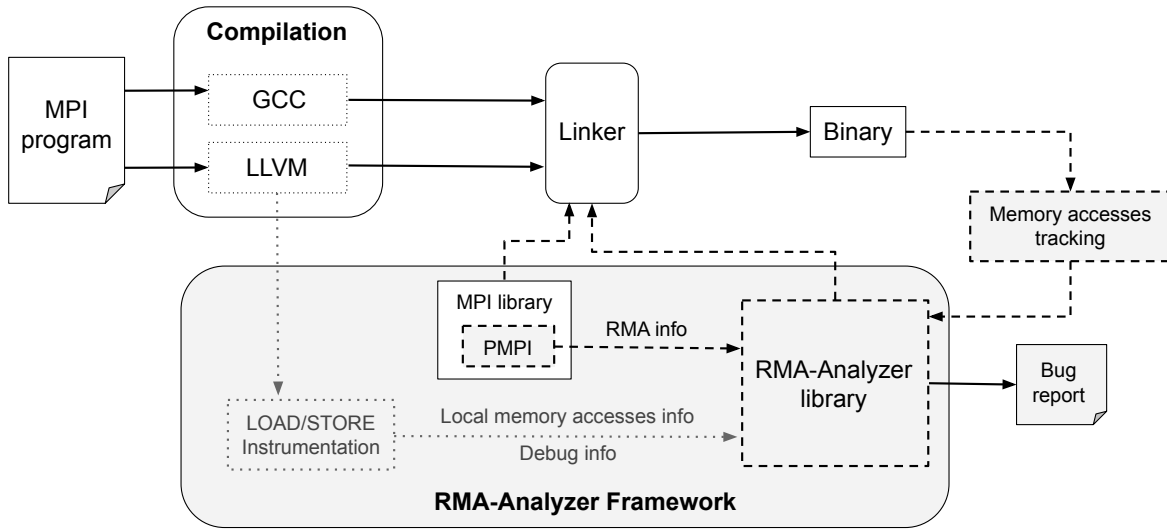 Compilation
MPI
program
GCC
LLVM
Linker
Binary
Memory accesses
tracking
MPI library
PMPI
RMA info
RMA-Analyzer
library
Bug
report
LOAD/STORE
Instrumentation
Local memory accesses info
Debug info
RMA-Analyzer Framework